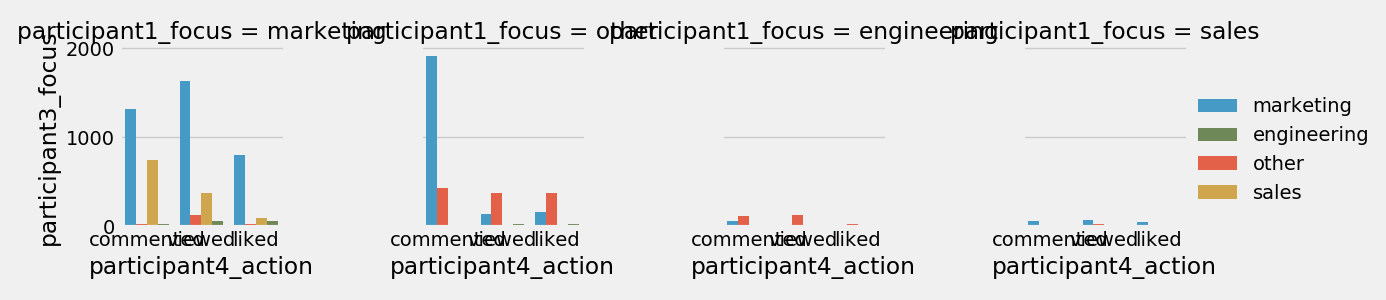 participant1_focus = marketing
participant1_focus = other
participant1_focus = engineering
participant1_focus = sales
participant3_focus
2000
1000
0
commented viewed liked
commented viewed liked
commented viewed liked
commented viewed liked
participant4_action
participant4_action
participant4_action
participant4_action
marketing
engineering
other
sales